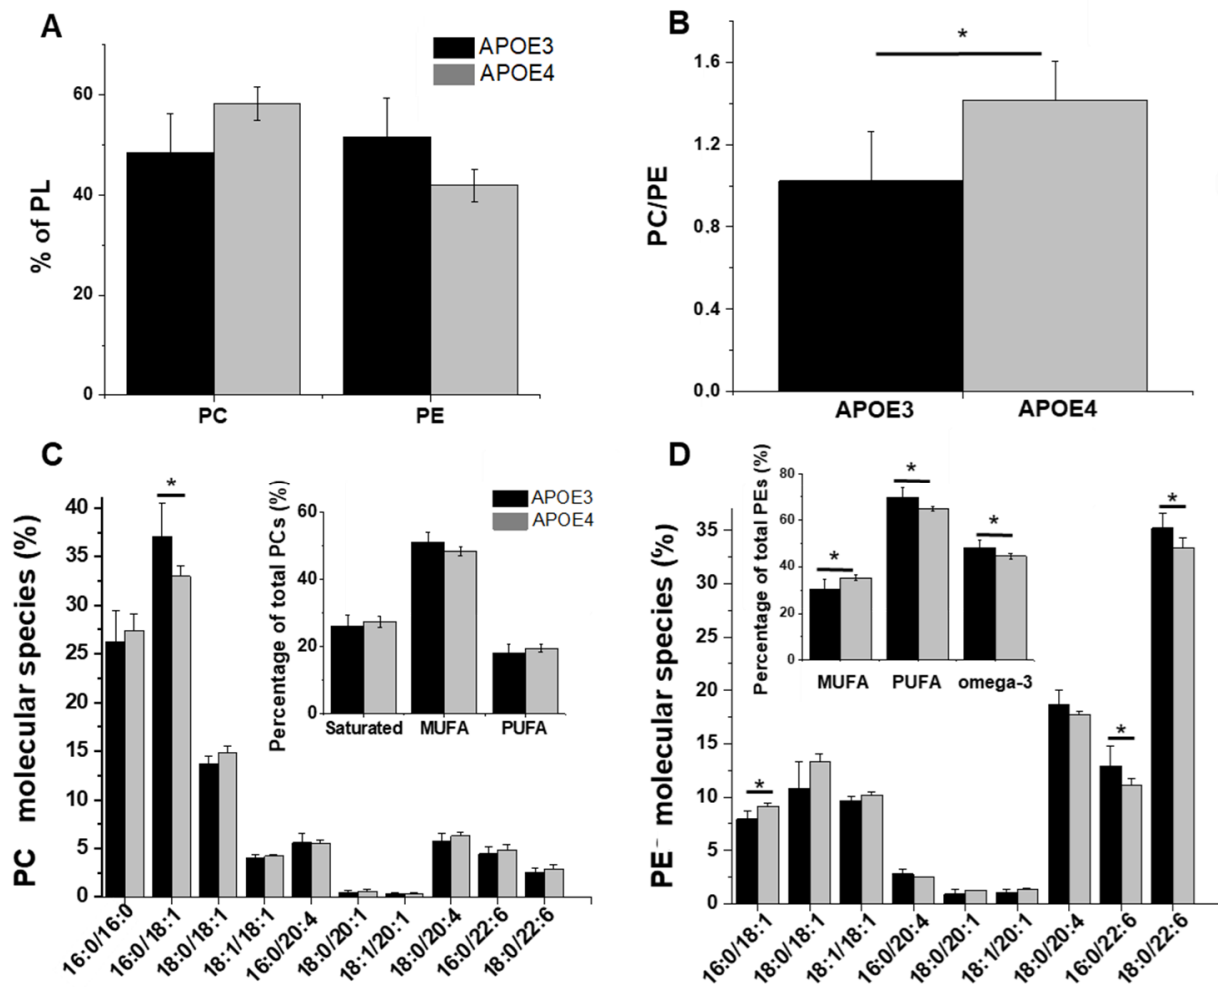 A
APOE3
APOE4
% of PL
60
40
20
0
PC
PE
B
*
PC/PE
1.6
1.2
0.8
0.4
0.0
APOE3
APOE4
C
PC molecular species (%)
40
35
30
25
20
15
10
5
0
*
16:0/16:0
16:0/18:1
18:0/18:1
18:1/18:1
16:0/20:4
18:0/20:1
18:1/20:1
18:0/20:4
16:0/22:6
18:0/22:6
APOE3
APOE4
Percentage of total PCs (%)
60
40
20
0
Saturated
MUFA
PUFA
D
PE molecular species (%)
35
30
25
20
15
10
5
0
*
*
*
16:0/18:1
18:0/18:1
18:1/18:1
16:0/20:4
18:0/20:1
18:1/20:1
18:0/20:4
16:0/22:6
18:0/22:6
Percentage of total PEs (%)
80
60
40
20
0
*
*
*
MUFA
PUFA
omega-3